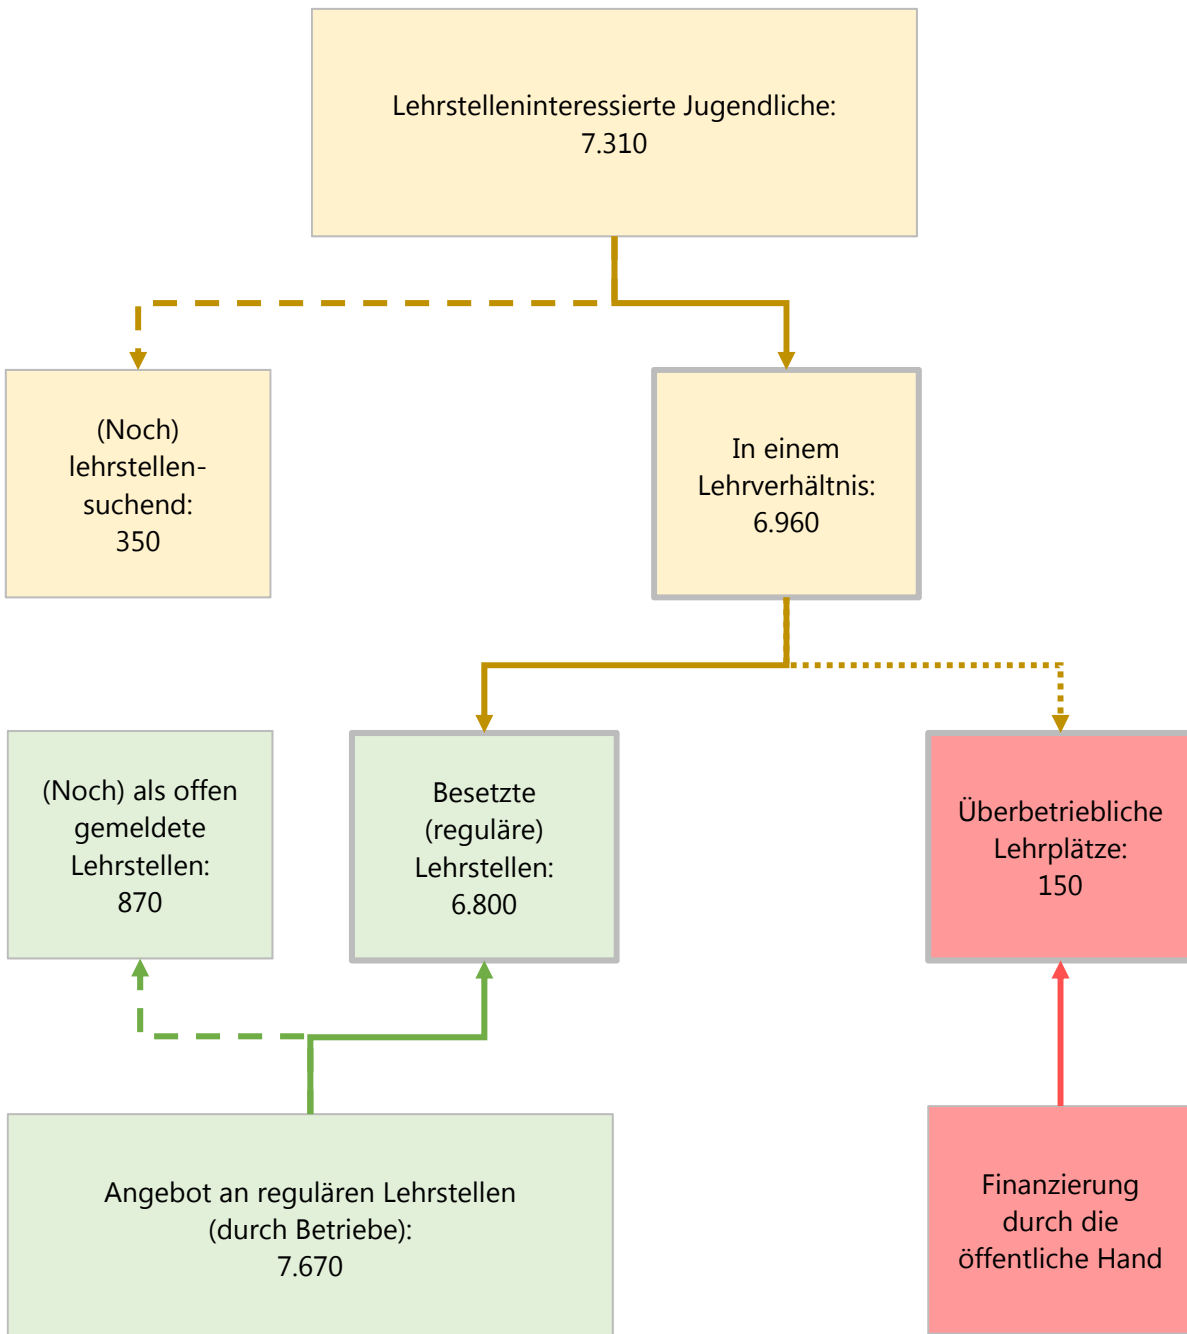 Lehrstelleninteressierte Jugendliche:
7.310
(Noch)
lehrstellen-
suchend:
350
In einem
Lehrverhältnis:
6.960
(Noch) als offen
gemeldete
Lehrstellen:
870
Besetzte
(reguläre)
Lehrstellen:
6.800
Überbetriebliche
Lehrplätze:
150
Angebot an regulären Lehrstellen
(durch Betriebe):
7.670
Finanzierung
durch die
öffentliche Hand